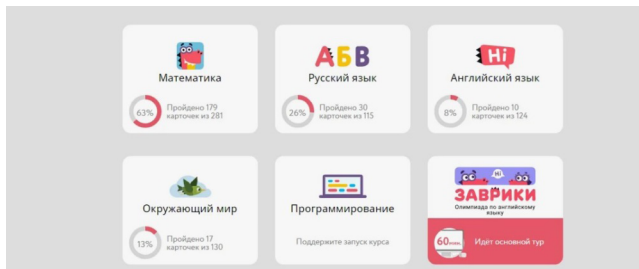 АБВ
Hi
Математика
Русский язык
Английский язык
63%
Пройдено 179
карточек из 281
26%
Пройдено 30
карточек из 115
8%
Пройдено 10
карточек из 124
Hi
ЗАВРИКИ
Олимпиада по английскому
языку
Окружающий мир
Программирование
13%
Пройдено 17
карточек из 130
Поддержите запуск курса
60мин.
Идёт основной тур